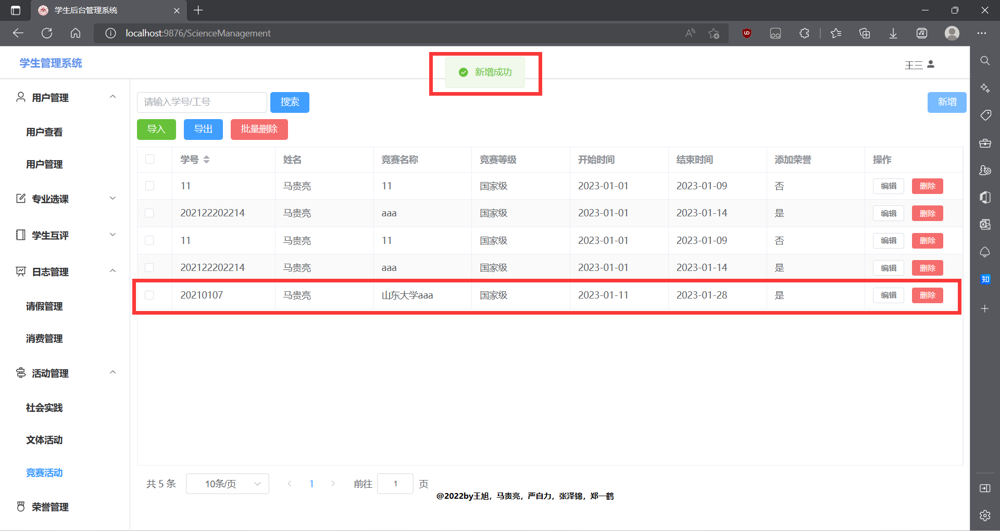 学生后台管理系统
localhost:9876/ScienceManagement
学生管理系统
新增成功
王三
用户管理
用户查看
用户管理
专业选课
学生互评
日志管理
请假管理
消费管理
活动管理
社会实践
文体活动
竞赛活动
荣誉管理
请输入学号/工号 搜索 新增
导入 导出 批量删除
学号 姓名 竞赛名称 竞赛等级 开始时间 结束时间 添加荣誉 操作
11 马贵亮 11 国家级 2023-01-01 2023-01-09 否 编辑 删除
202122202214 马贵亮 aaa 国家级 2023-01-01 2023-01-14 是 编辑 删除
11 马贵亮 11 国家级 2023-01-01 2023-01-09 否 编辑 删除
202122202214 马贵亮 aaa 国家级 2023-01-01 2023-01-14 是 编辑 删除
20210107 马贵亮 山东大学aaa 国家级 2023-01-11 2023-01-28 是 编辑 删除
共 5 条 10条/页 1 前往 1 页
@2022by王旭，马贵亮，严自力，张泽锦，郑一鹤
知